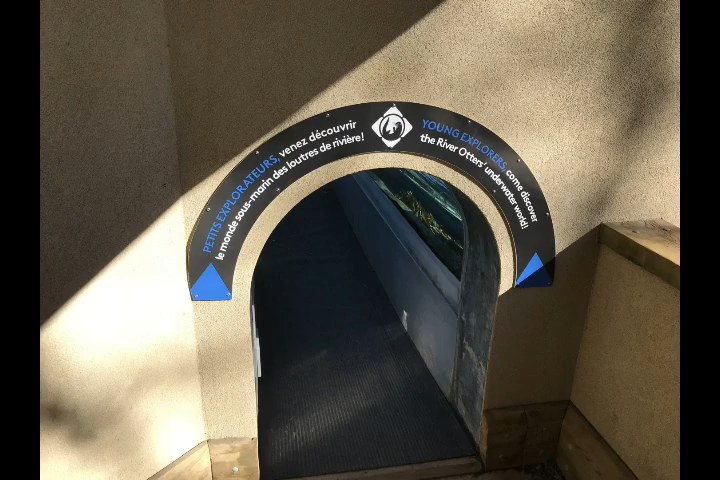 PETITS EXPLORATEURS, venez découvrir
le monde sous-marin des loutres de rivière!
YOUNG EXPLORERS, come discover
the River Otters' underwater world!